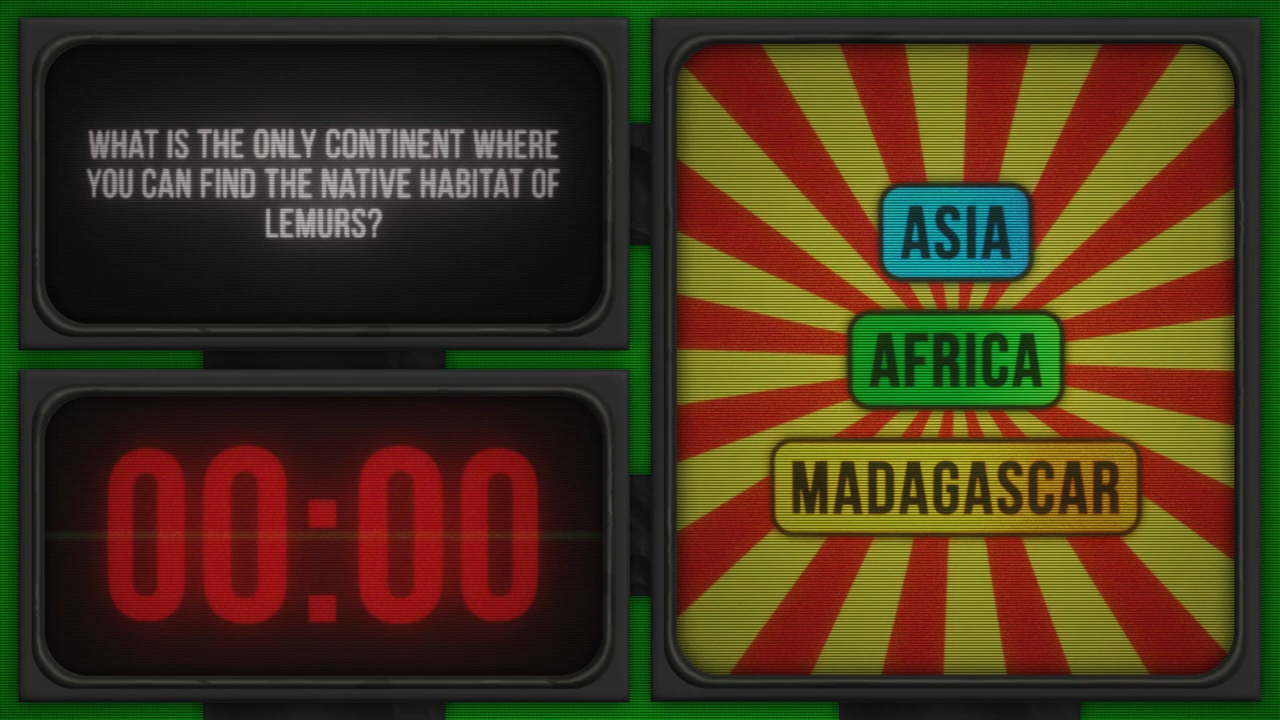 WHAT IS THE ONLY CONTINENT WHERE
YOU CAN FIND THE NATIVE HABITAT OF
LEMURS?
00:00
ASIA
AFRICA
MADAGASCAR